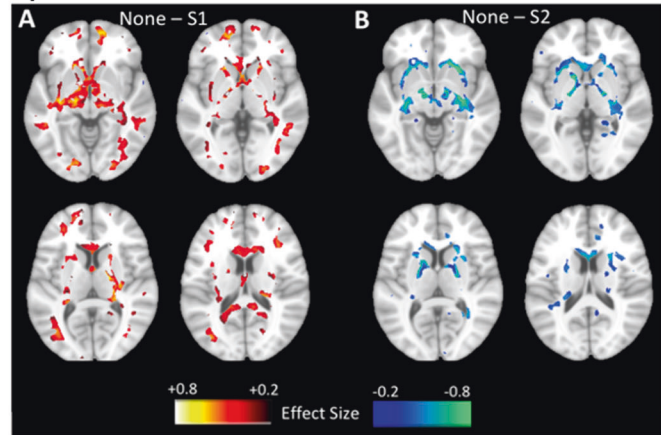 A None – S1
B None – S2
+0.8 +0.2 Effect Size -0.2 -0.8